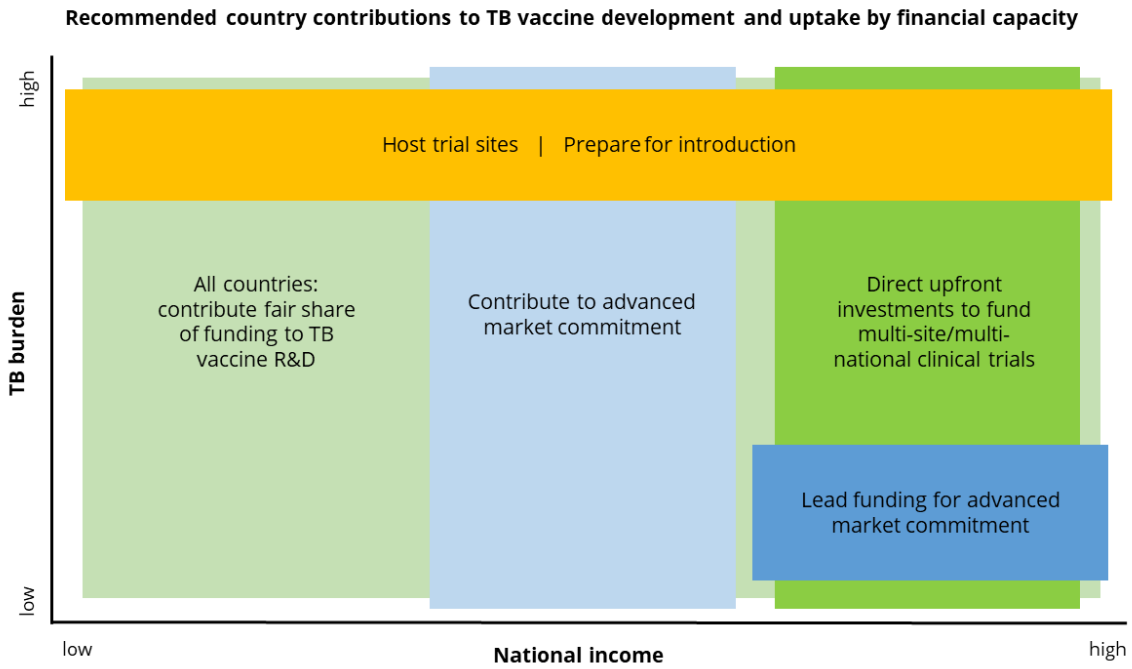 Recommended country contributions to TB vaccine development and uptake by financial capacity
high
Host trial sites | Prepare for introduction
All countries:
contribute fair share
of funding to TB
vaccine R&D
Contribute to advanced
market commitment
Direct upfront
investments to fund
multi-site/multi-
national clinical trials
TB burden
Lead funding for advanced
market commitment
low
low
National income
high